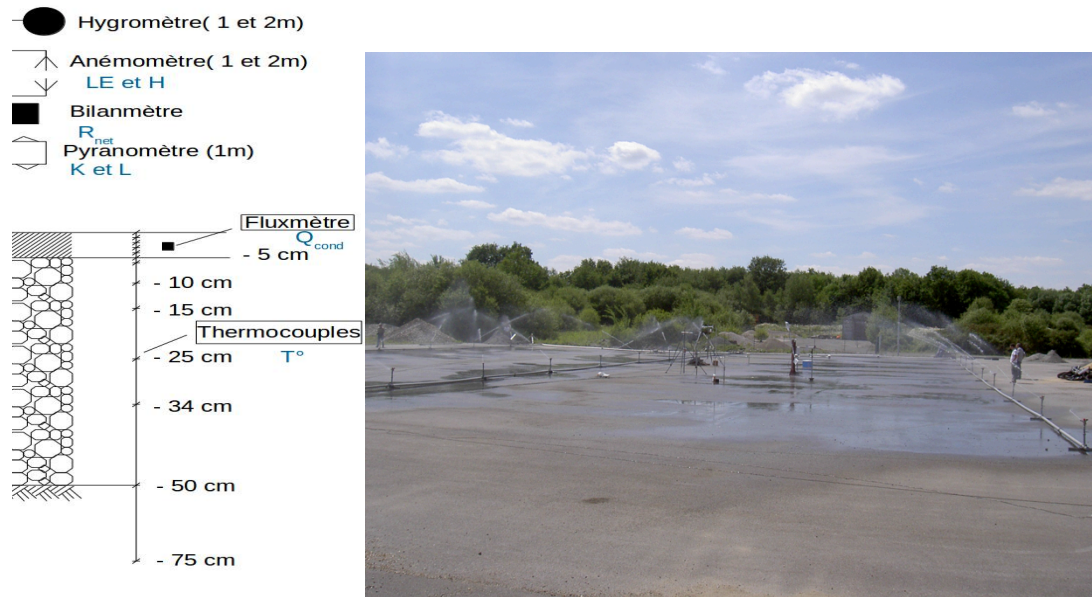 Hygromètre( 1 et 2m)
Anémomètre( 1 et 2m)
LE et H
Bilanmètre
Rnet
Pyranomètre (1m)
K et L
Fluxmètre
Qcond
- 5 cm
- 10 cm
- 15 cm
Thermocouples
- 25 cm
T°
- 34 cm
- 50 cm
- 75 cm